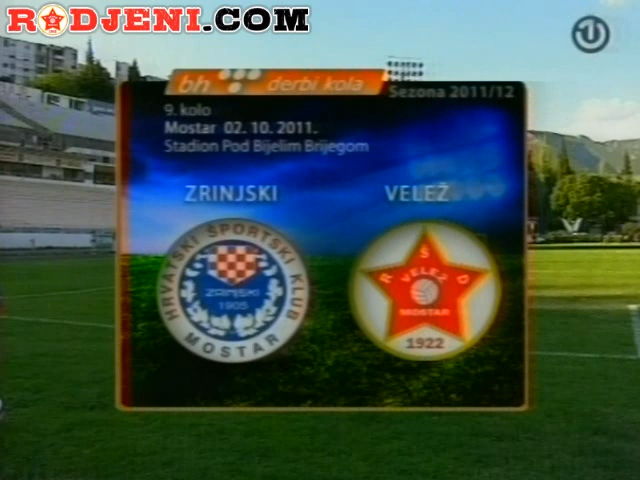 RODJENI.COM
1
bh derbi kola
Sezona 2011/12
9. kolo
Mostar 02. 10. 2011.
Stadion Pod Bijelim Brijegom
ZRINJSKI VELEŽ
HRVATSKI ŠPORTSKI KLUB
ZRINJSKI
1905
MOSTAR
R Š D
VELEŽ
MOSTAR
1922